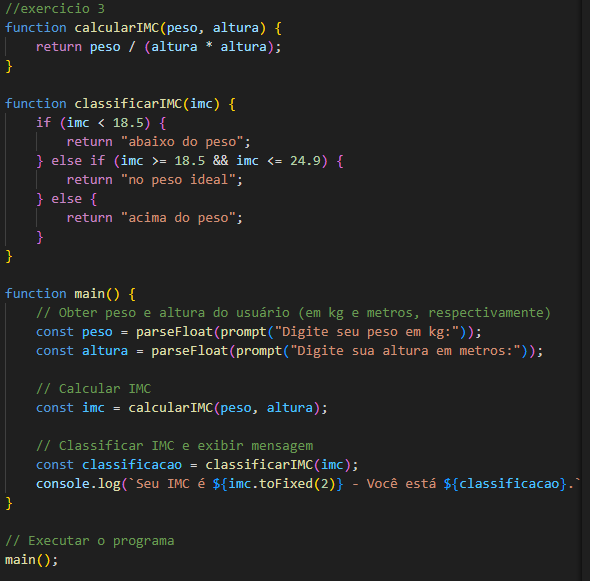 //exercicio 3
function calcularIMC(peso, altura) {
    return peso / (altura * altura);
}

function classificarIMC(imc) {
    if (imc < 18.5) {
        return "abaixo do peso";
    } else if (imc >= 18.5 && imc <= 24.9) {
        return "no peso ideal";
    } else {
        return "acima do peso";
    }
}

function main() {
    // Obter peso e altura do usuário (em kg e metros, respectivamente)
    const peso = parseFloat(prompt("Digite seu peso em kg:"));
    const altura = parseFloat(prompt("Digite sua altura em metros:"));

    // Calcular IMC
    const imc = calcularIMC(peso, altura);

    // Classificar IMC e exibir mensagem
    const classificacao = classificarIMC(imc);
    console.log(`Seu IMC é ${imc.toFixed(2)} - Você está ${classificacao}.`
}

// Executar o programa
main();